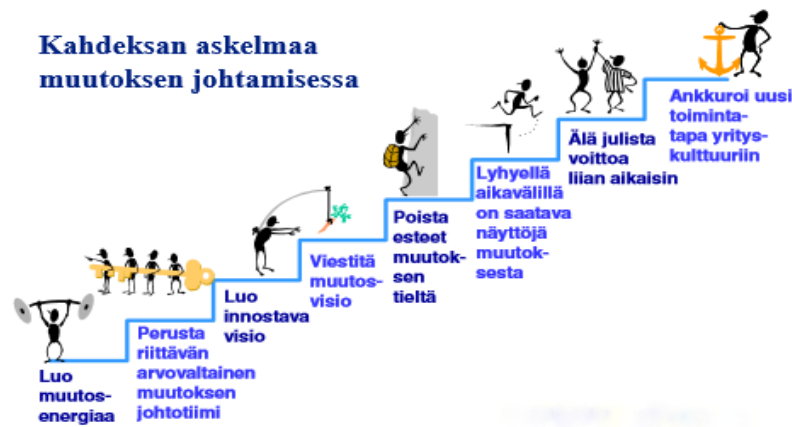 Kahdeksan askelmaa
muutoksen johtamisessa
Luo
muutos-
energiaa
Perusta
riittävän
arvovaltainen
muutoksen
johtotiimi
Luo
innostava
visio
Viestitä
muutos-
visio
Poista
esteet
muutok-
sen
tieltä
Lyhyellä
aikavälillä
on saatava
näyttöjä
muutok-
sesta
Älä julista
voittoa
liian aikaisin
Ankkuroi uusi
toiminta-
tapa yritys-
kulttuuriin